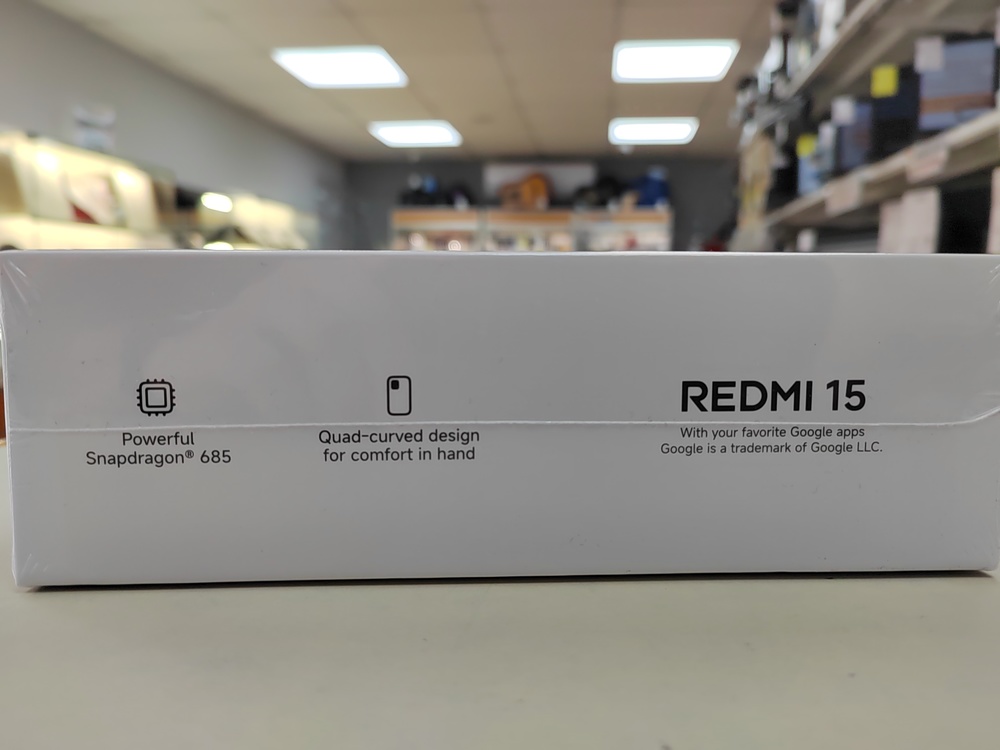 Powerful
Snapdragon® 685
Quad-curved design
for comfort in hand
REDMI 15
With your favorite Google apps
Google is a trademark of Google LLC.